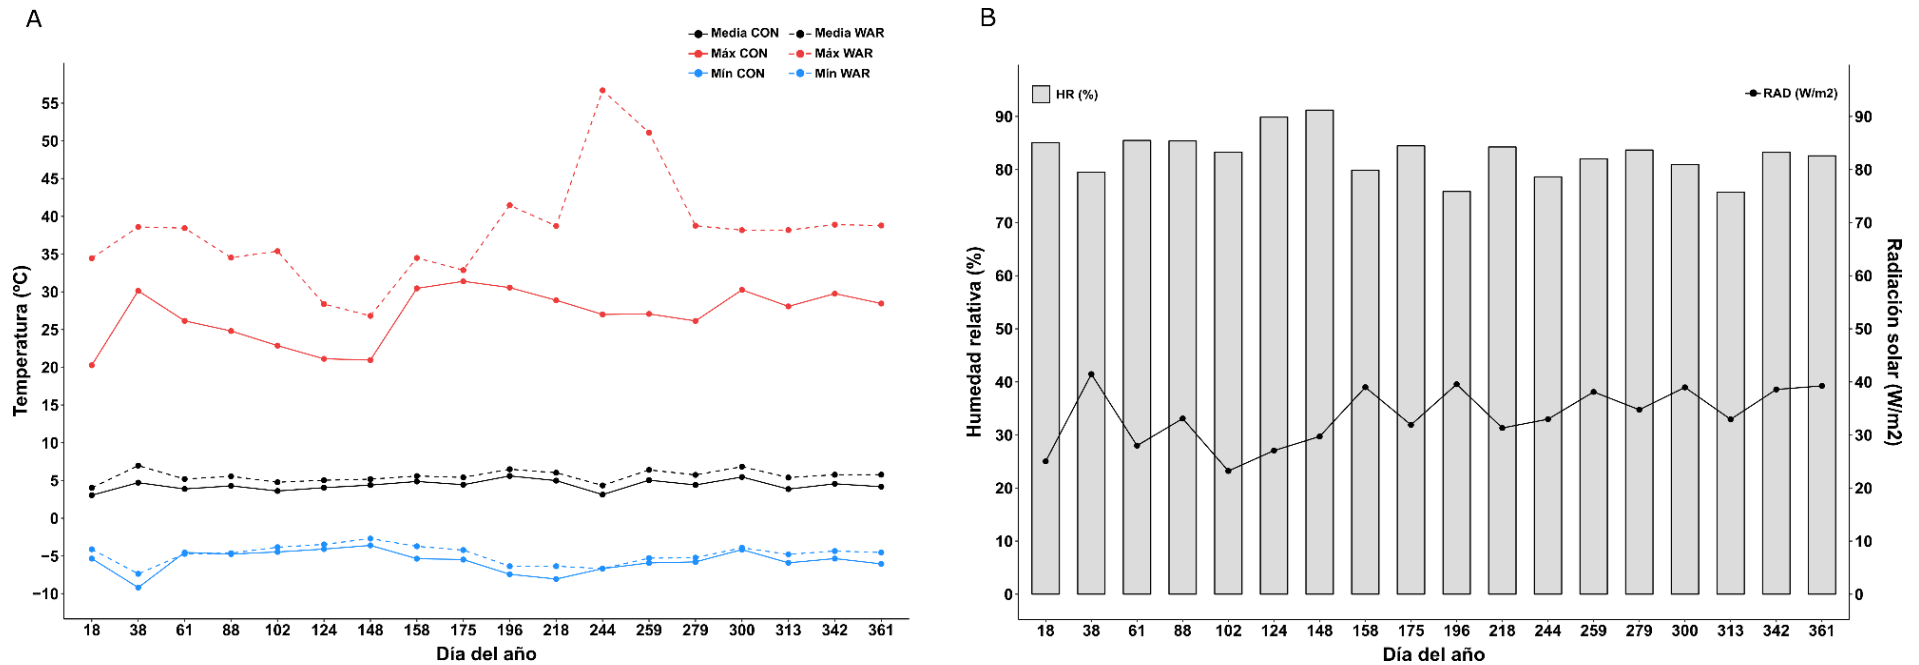 A
Media CON Media WAR
Máx CON Máx WAR
Mín CON Mín WAR
55
50
45
40
35
30
25
20
15
10
5
0
−5
−10
Temperatura (ºC)
18 38 61 88 102 124 148 158 175 196 218 244 259 279 300 313 342 361
Día del año
B
HR (%) RAD (W/m2)
90 90
80 80
70 70
60 60
50 50
40 40
30 30
20 20
10 10
0 0
Humedad relativa (%)
Radiación solar (W/m2)
18 38 61 88 102 124 148 158 175 196 218 244 259 279 300 313 342 361
Día del año